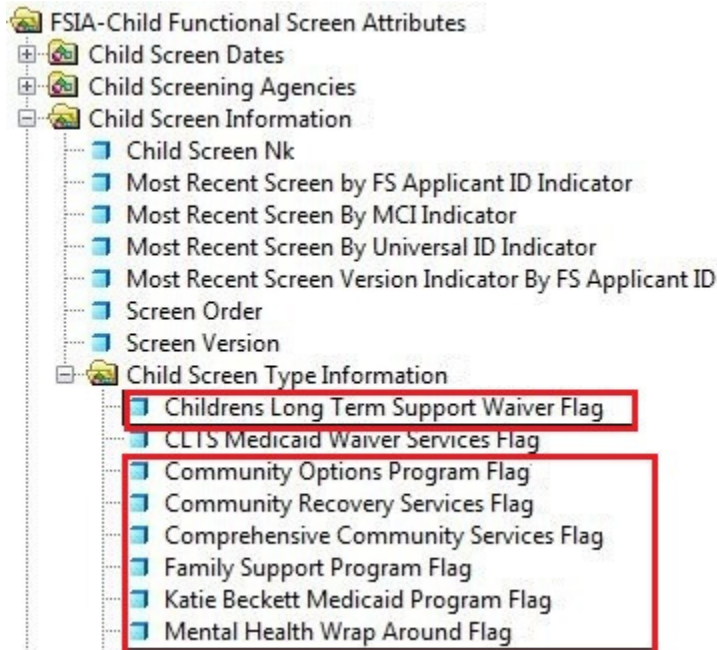 FSIA-Child Functional Screen Attributes
Child Screen Dates
Child Screening Agencies
Child Screen Information
Child Screen Nk
Most Recent Screen by FS Applicant ID Indicator
Most Recent Screen By MCI Indicator
Most Recent Screen By Universal ID Indicator
Most Recent Screen Version Indicator By FS Applicant ID
Screen Order
Screen Version
Child Screen Type Information
Childrens Long Term Support Waiver Flag
CLTS Medicaid Waiver Services Flag
Community Options Program Flag
Community Recovery Services Flag
Comprehensive Community Services Flag
Family Support Program Flag
Katie Beckett Medicaid Program Flag
Mental Health Wrap Around Flag